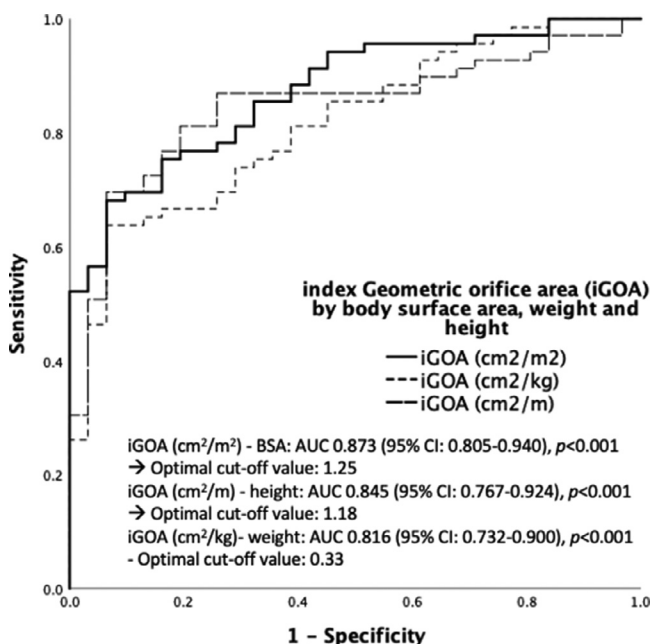 1.0
0.8
0.6
0.4
0.2
0.0
Sensitivity
index Geometric orifice area (iGOA)
by body surface area, weight and
height
iGOA (cm2/m2)
iGOA (cm2/kg)
iGOA (cm2/m)
iGOA (cm²/m²) - BSA: AUC 0.873 (95% CI: 0.805-0.940), p<0.001
→ Optimal cut-off value: 1.25
iGOA (cm²/m) - height: AUC 0.845 (95% CI: 0.767-0.924), p<0.001
→ Optimal cut-off value: 1.18
iGOA (cm²/kg)- weight: AUC 0.816 (95% CI: 0.732-0.900), p<0.001
- Optimal cut-off value: 0.33
0.0 0.2 0.4 0.6 0.8 1.0
1 - Specificity